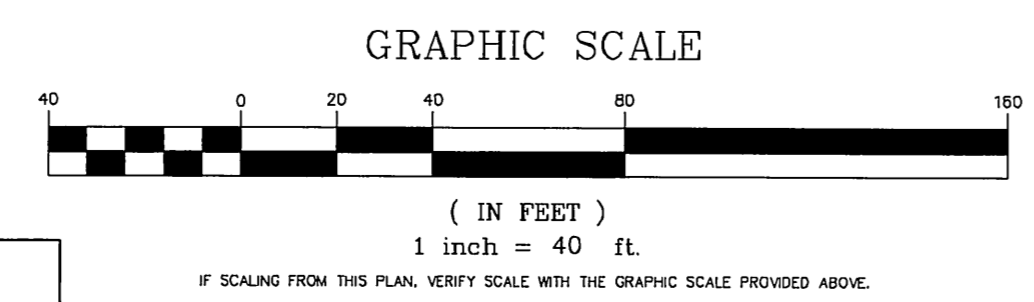 GRAPHIC SCALE
40 0 20 40 80 160
( IN FEET )
1 inch = 40 ft.
IF SCALING FROM THIS PLAN, VERIFY SCALE WITH THE GRAPHIC SCALE PROVIDED ABOVE.